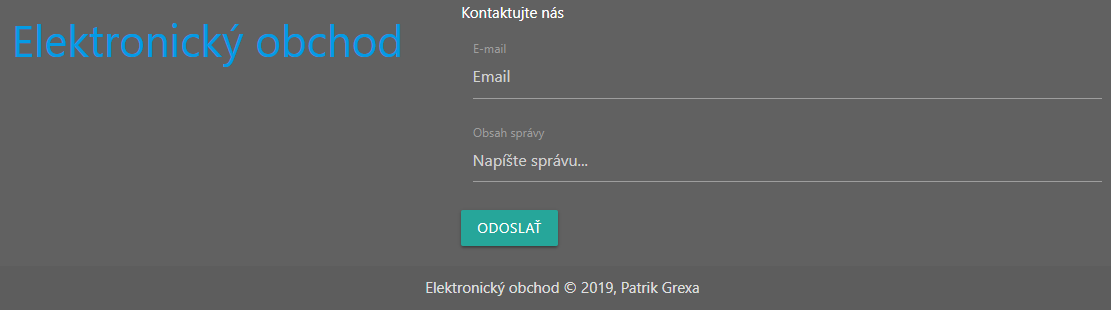 Elektronický obchod
Kontaktujte nás
E-mail
Email
Obsah správy
Napíšte správu...
ODOSLAŤ
Elektronický obchod © 2019, Patrik Grexa